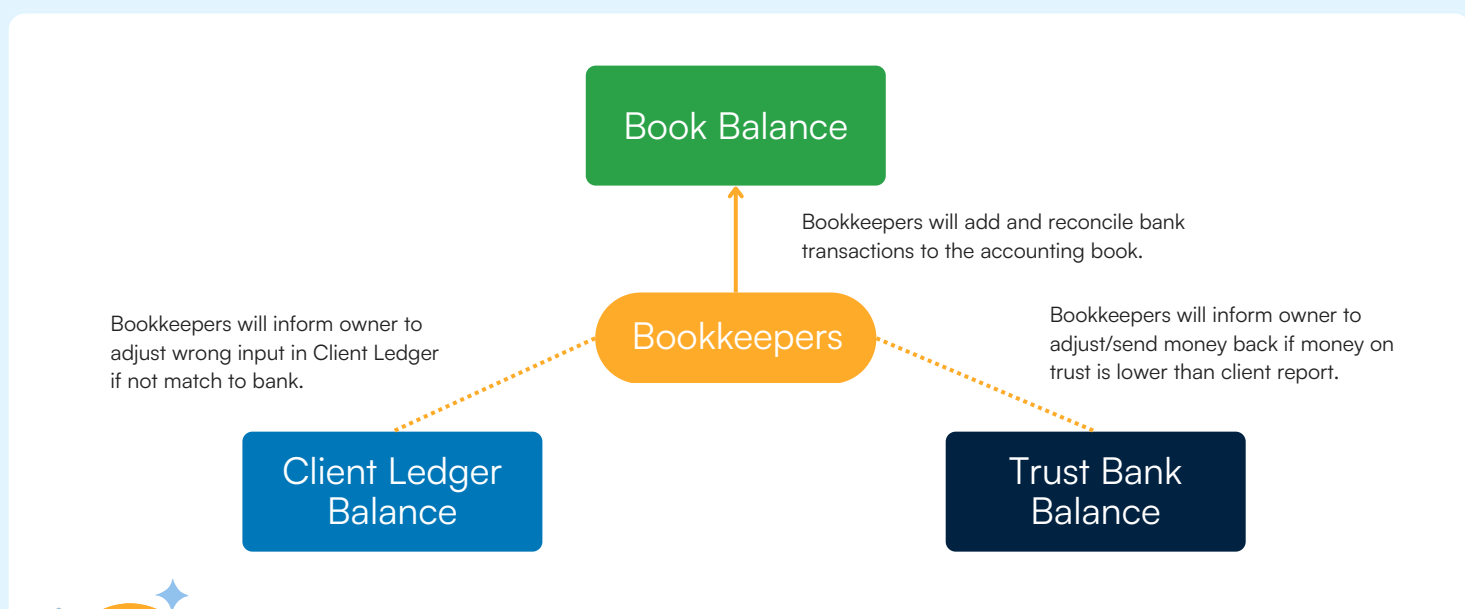 Book Balance
Bookkeepers will add and reconcile bank
transactions to the accounting book.
Bookkeepers
Bookkeepers will inform owner to
adjust wrong input in Client Ledger
if not match to bank.
Bookkeepers will inform owner to
adjust/send money back if money on
trust is lower than client report.
Client Ledger
Balance
Trust Bank
Balance